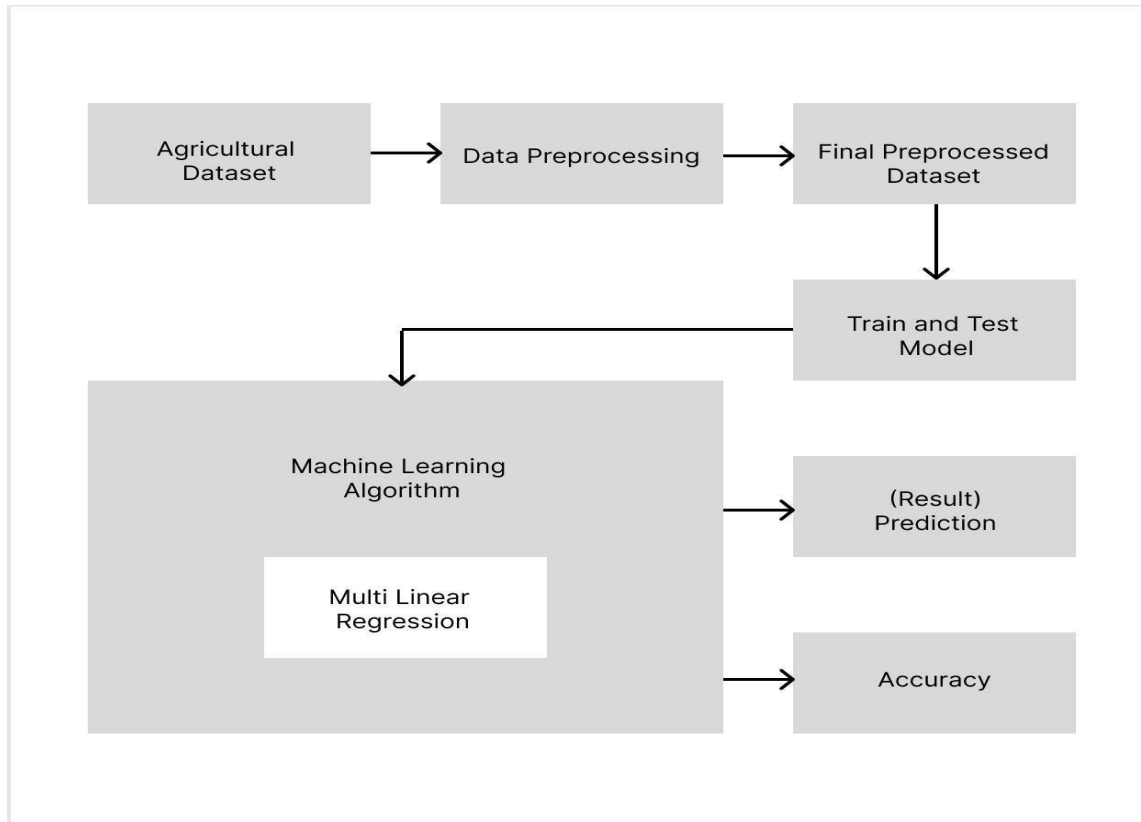 Agricultural
Dataset
Data Preprocessing
Final Preprocessed
Dataset
Train and Test
Model
Machine Learning
Algorithm
Multi Linear
Regression
(Result)
Prediction
Accuracy